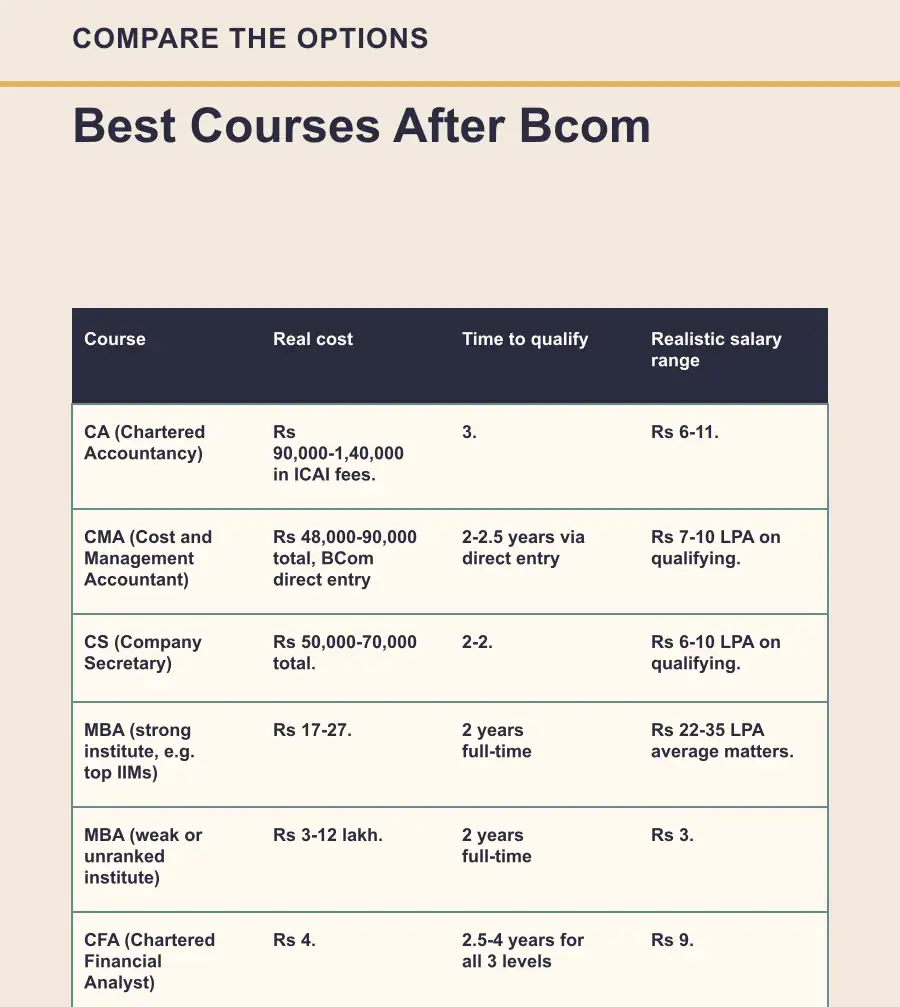 COMPARE THE OPTIONS
Best Courses After Bcom
Course
Real cost
Time to qualify
Realistic salary
range
CA (Chartered
Accountancy)
Rs
90,000-1,40,000
in ICAI fees.
3.
Rs 6-11.
CMA (Cost and
Management
Accountant)
Rs 48,000-90,000
total, BCom
direct entry
2-2.5 years via
direct entry
Rs 7-10 LPA on
qualifying.
CS (Company
Secretary)
Rs 50,000-70,000
total.
2-2.
Rs 6-10 LPA on
qualifying.
MBA (strong
institute, e.g.
top IIMs)
Rs 17-27.
2 years
full-time
Rs 22-35 LPA
average matters.
MBA (weak or
unranked
institute)
Rs 3-12 lakh.
2 years
full-time
Rs 3.
CFA (Chartered
Financial
Analyst)
Rs 4.
2.5-4 years for
all 3 levels
Rs 9.